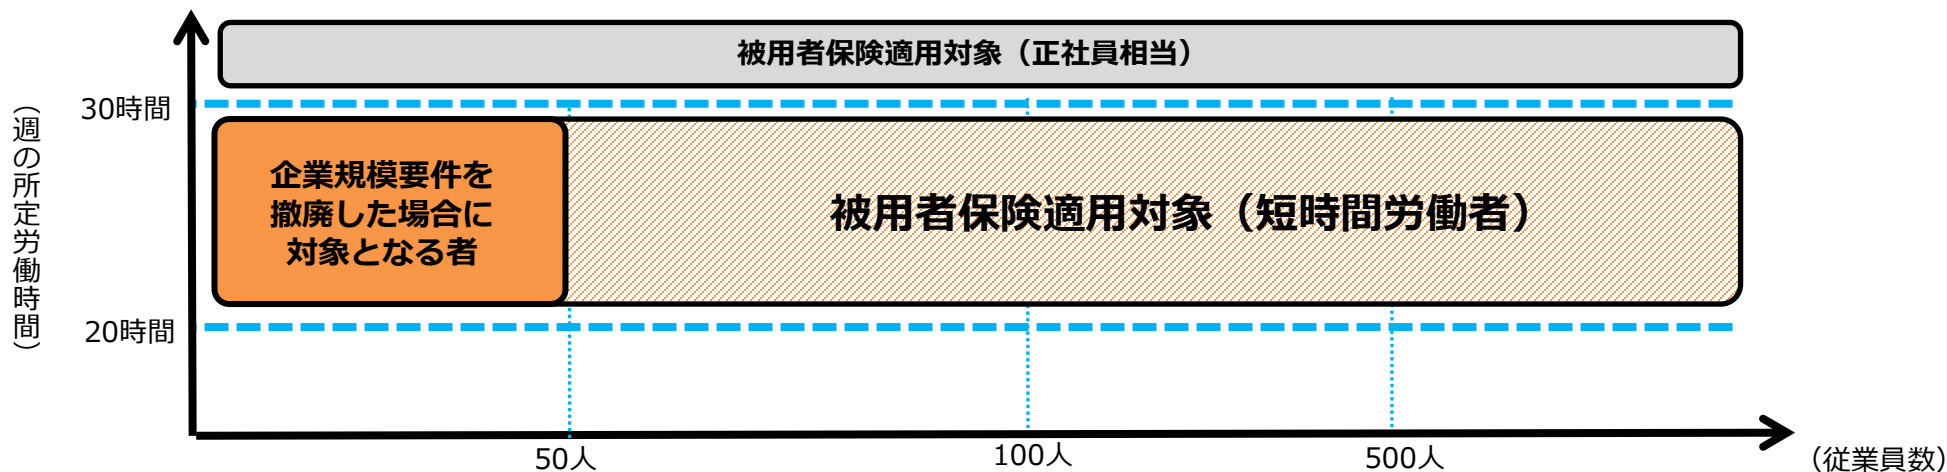 被用者保険適用対象（正社員相当）
（週の所定労働時間）
30時間
企業規模要件を
撤廃した場合に
対象となる者
被用者保険適用対象（短時間労働者）
20時間
50人
100人
500人
（従業員数）